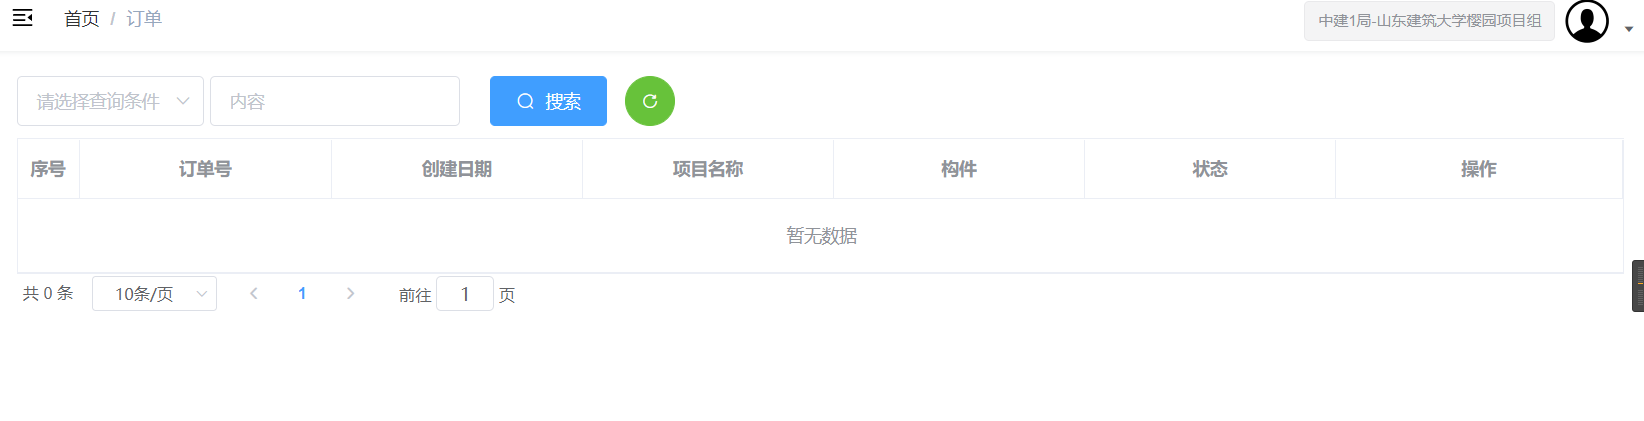 首页 / 订单
中建1局-山东建筑大学樱园项目组
请选择查询条件 内容 搜索
序号 订单号 创建日期 项目名称 构件 状态 操作
暂无数据
共 0 条 10条/页 1 前往 1 页